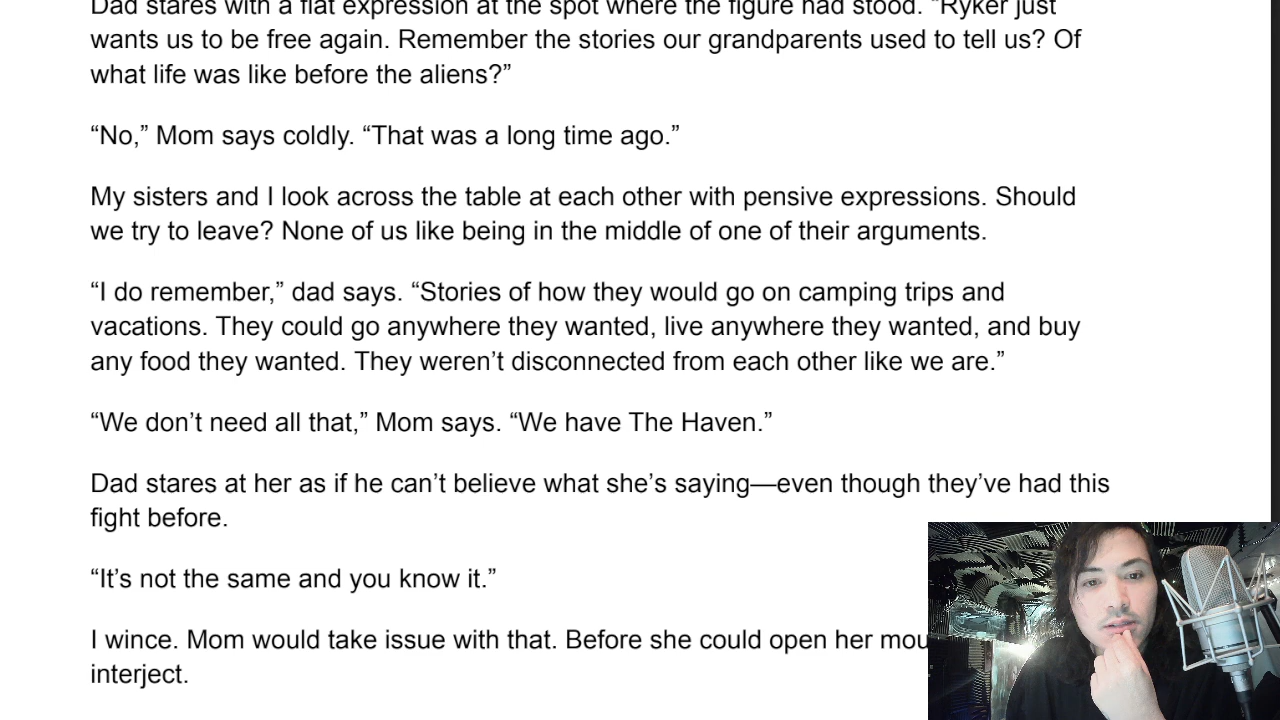 Dad stares with a flat expression at the spot where the figure had stood. “Ryker just
wants us to be free again. Remember the stories our grandparents used to tell us? Of
what life was like before the aliens?”
“No,” Mom says coldly. “That was a long time ago.”
My sisters and I look across the table at each other with pensive expressions. Should
we try to leave? None of us like being in the middle of one of their arguments.
“I do remember,” dad says. “Stories of how they would go on camping trips and
vacations. They could go anywhere they wanted, live anywhere they wanted, and buy
any food they wanted. They weren’t disconnected from each other like we are.”
“We don’t need all that,” Mom says. “We have The Haven.”
Dad stares at her as if he can’t believe what she’s saying—even though they’ve had this
fight before.
“It’s not the same and you know it.”
I wince. Mom would take issue with that. Before she could open her mou
interject.